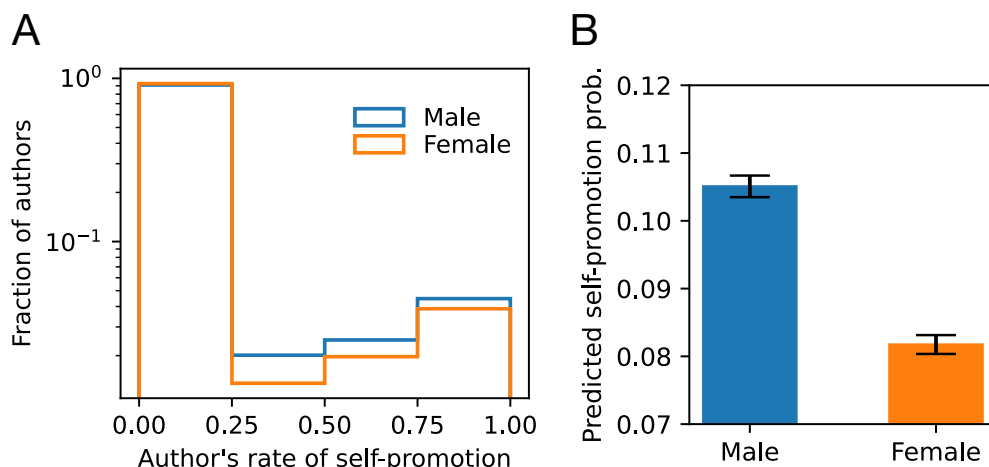 A
Fraction of authors
10⁰
10⁻¹
Male
Female
0.00 0.25 0.50 0.75 1.00
Author's rate of self-promotion
B
Predicted self-promotion prob.
0.12
0.11
0.10
0.09
0.08
0.07
Male Female